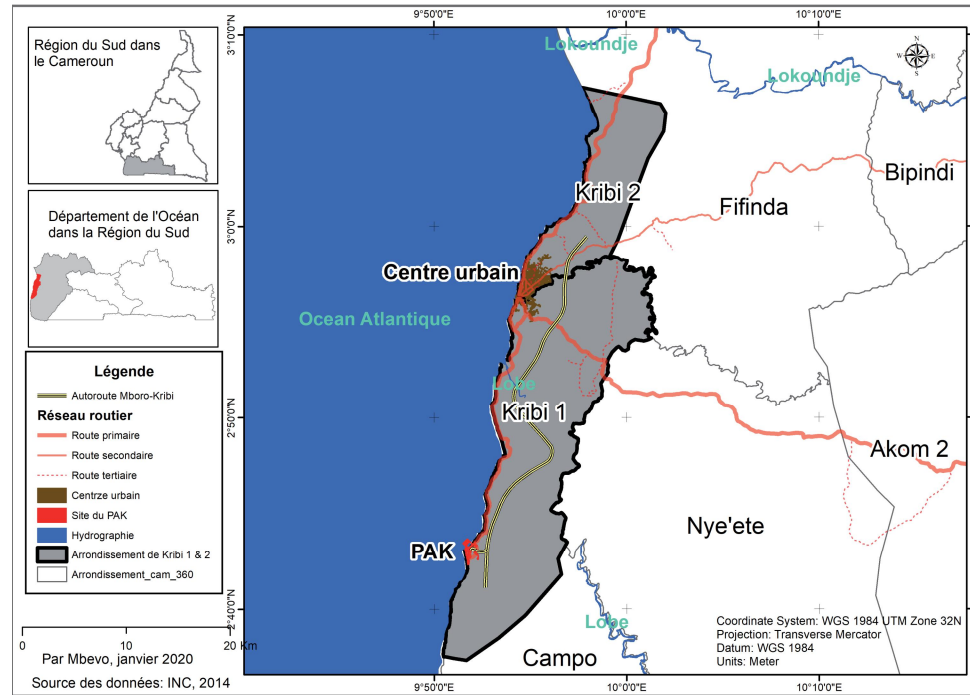 Région du Sud dans
le Cameroun
Département de l'Océan
dans la Région du Sud
Légende
Autoroute Mboro-Kribi
Réseau routier
Route primaire
Route secondaire
Route tertiaire
Centrze urbain
Site du PAK
Hydrographie
Arrondissement de Kribi 1 & 2
Arrondissement_cam_360
0 10 20 Km
Par Mbevo, janvier 2020
Source des données: INC, 2014
9°50'0"E 10°0'0"E 10°10'0"E
3°10'0"N
3°0'0"N
2°50'0"N
2°40'0"N
Lokoundje
Lokoundje
N
W E
S
Bipindi
Kribi 2
Fifinda
Centre urbain
Ocean Atlantique
Lobe
Kribi 1
Akom 2
Nye'ete
PAK
Lobe
Campo
Coordinate System: WGS 1984 UTM Zone 32N
Projection: Transverse Mercator
Datum: WGS 1984
Units: Meter
9°50'0"E 10°0'0"E 10°10'0"E